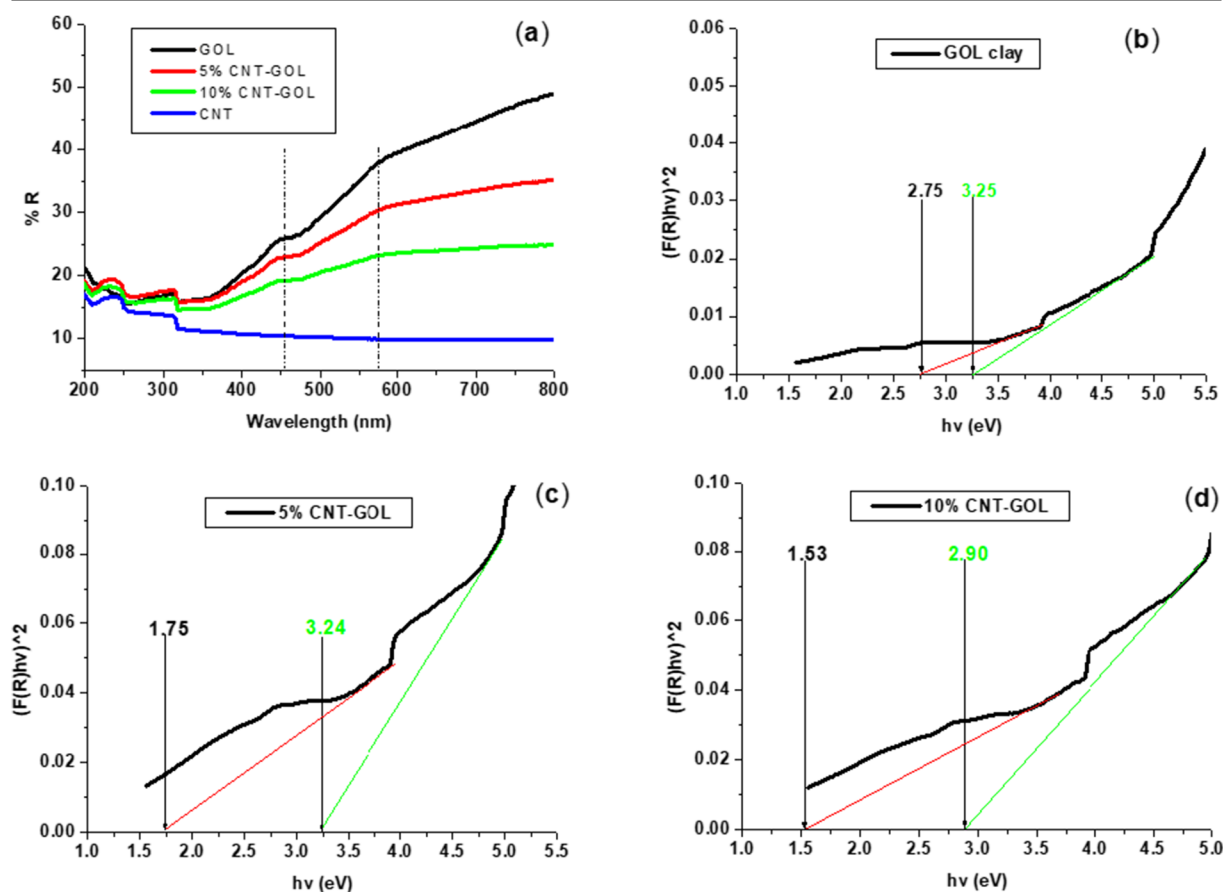 (a)
GOL
5% CNT-GOL
10% CNT-GOL
CNT
60
50
40
30
20
10
% R
200 300 400 500 600 700 800
Wavelength (nm)
(b)
GOL clay
0.06
0.05
0.04
0.03
0.02
0.01
0.00
(F(R)hν)^2
2.75 3.25
1.0 1.5 2.0 2.5 3.0 3.5 4.0 4.5 5.0 5.5
hν (eV)
(c)
5% CNT-GOL
0.10
0.08
0.06
0.04
0.02
0.00
(F(R)hν)^2
1.75 3.24
1.0 1.5 2.0 2.5 3.0 3.5 4.0 4.5 5.0 5.5
hν (eV)
(d)
10% CNT-GOL
0.10
0.08
0.06
0.04
0.02
0.00
(F(R)hν)^2
1.53 2.90
1.0 1.5 2.0 2.5 3.0 3.5 4.0 4.5 5.0
hν (eV)